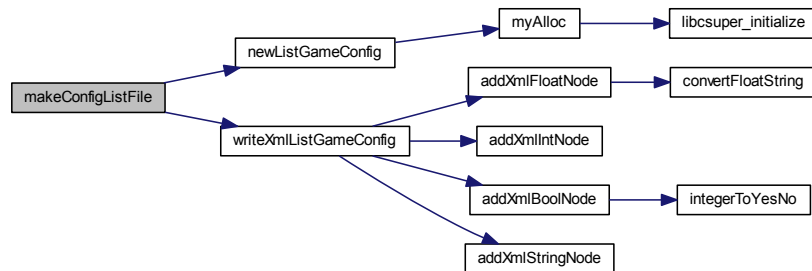 makeConfigListFile
newListGameConfig
myAlloc
libcsuper_initialize
writeXmlListGameConfig
addXmlFloatNode
convertFloatString
addXmlIntNode
addXmlBoolNode
integerToYesNo
addXmlStringNode